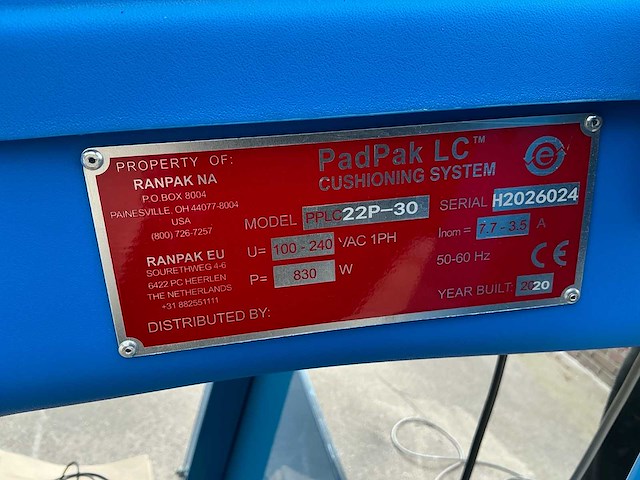 PROPERTY OF:
RANPAK NA
P.O.BOX 8004
PAINESVILLE, OH 44077-8004
USA
(800) 726-7257
RANPAK EU
SOURETHWEG 4-6
6422 PC HEERLEN
THE NETHERLANDS
+31 882551111
DISTRIBUTED BY:
PadPak LC™
CUSHIONING SYSTEM
e
MODEL PPLC22P-30
SERIAL H2026024
U= 100 - 240 VAC 1PH
Inom = 7.7 - 3.5 A
P= 830 W
50-60 Hz
CE
YEAR BUILT: 2020